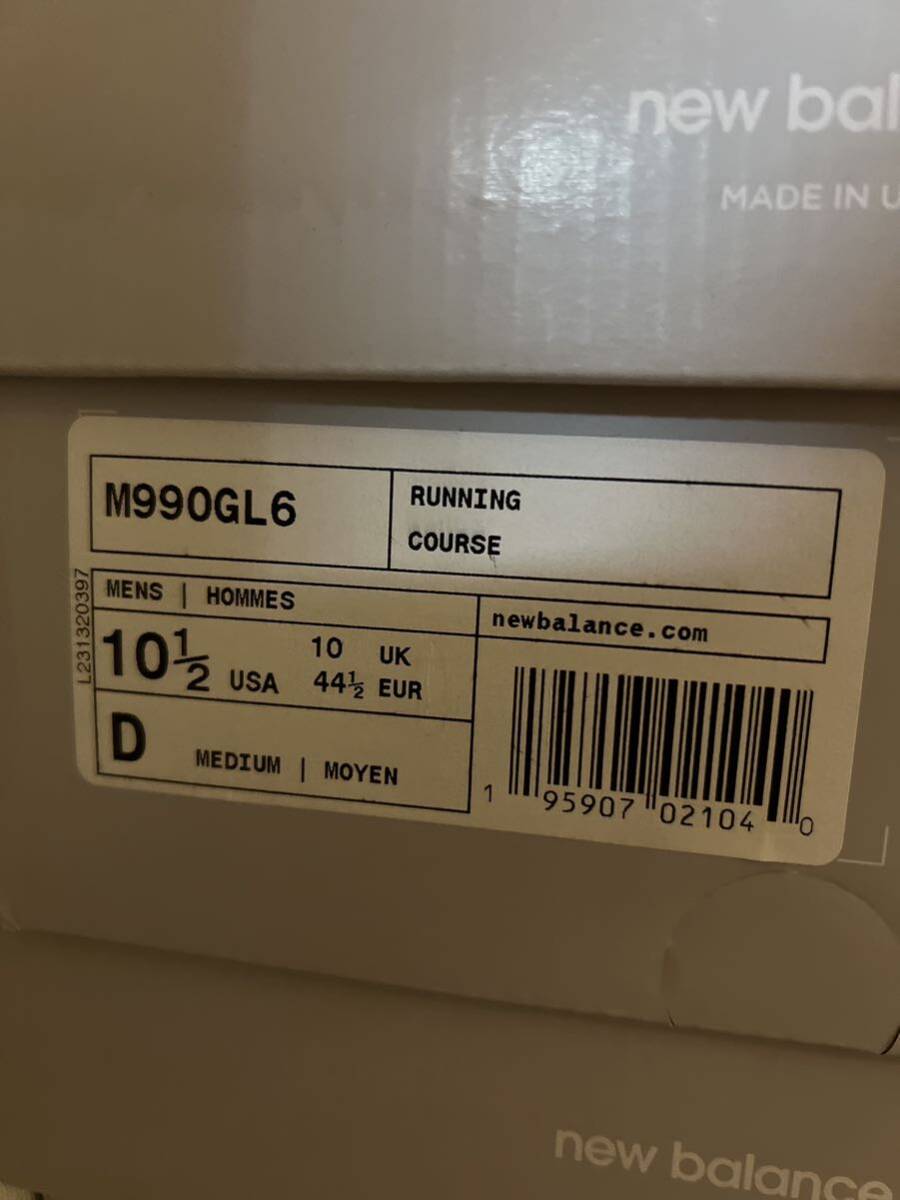 new bal
MADE IN U
M990GL6
RUNNING
COURSE
L231320397
MENS | HOMMES
10½ USA
10 UK
44½ EUR
D MEDIUM | MOYEN
newbalance.com
1 95907 02104 0
new balance